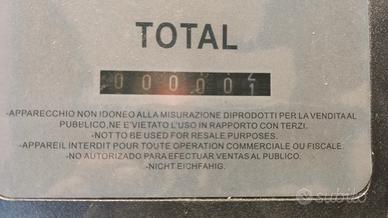 TOTAL
-APPARECCHIO NON IDONEO ALLA MISURAZIONE DIPRODOTTI PER LA VENDITA AL
PUBBLICO, NE E'VIETATO L'USO IN RAPPORTO CON TERZI.
-NOT TO BE USED FOR RESALE PURPOSES.
-APPAREIL INTERDIT POUR TOUTE OPERATION COMMERCIALE OU FISCALE.
-NO AUTORIZADO PARA EFECTUAR VENTAS AL PUBLICO.
-NICHT EICHFAHIG.
subito